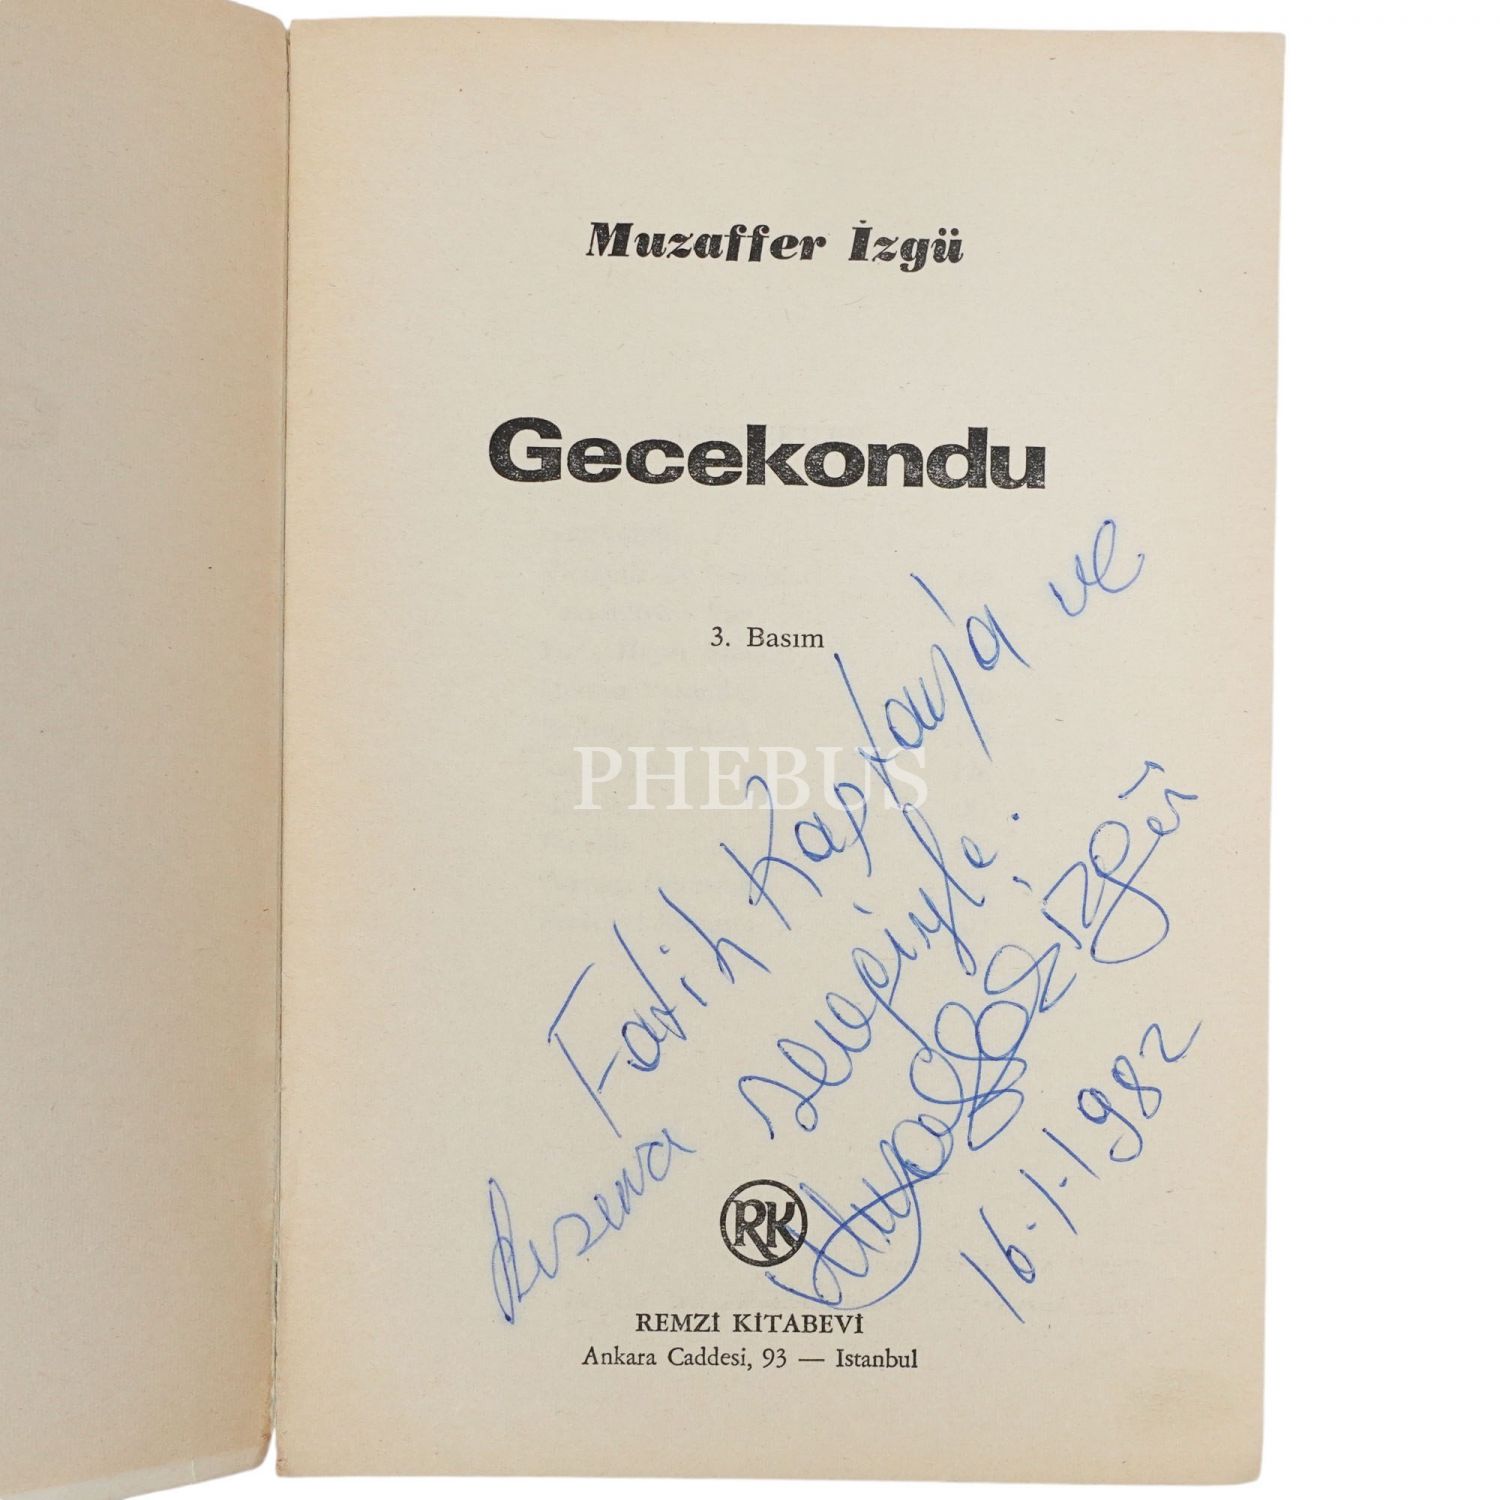 Muzaffer İzgü
Gecekondu
3. Basım
Fatih Kaptan'a ve
sevgiyle.
Muzaffer İzgü
16.1.1982
PHEBUS
RK
REMZİ KİTABEVİ
Ankara Caddesi, 93 — Istanbul